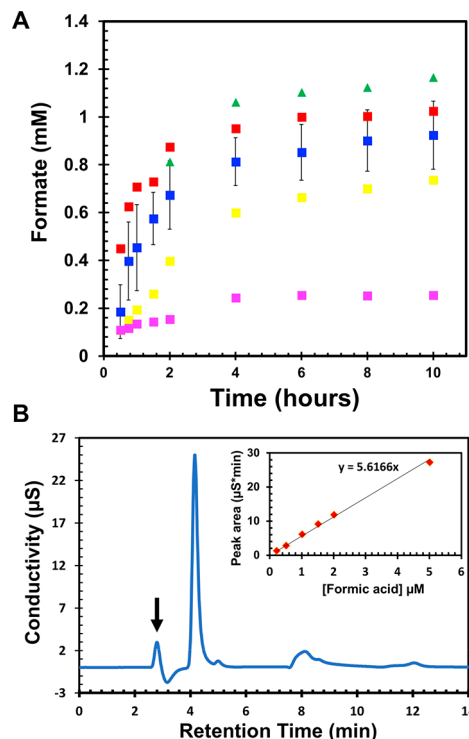 A
Formate (mM)
1.4
1.2
1
0.8
0.6
0.4
0.2
0
0 2 4 6 8 10
Time (hours)
B
Conductivity (µS)
27
22
17
12
7
2
-3
0 2 4 6 8 10 12 14
Retention Time (min)
Peak area (µS*min)
30
20
10
0
y = 5.6166x
0 1 2 3 4 5 6
[Formic acid] µM